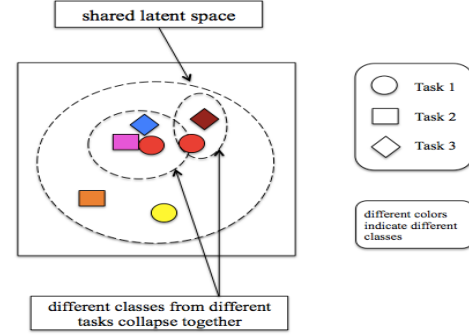 shared latent space
Task 1
Task 2
Task 3
different colors
indicate different
classes
different classes from different
tasks collapse together